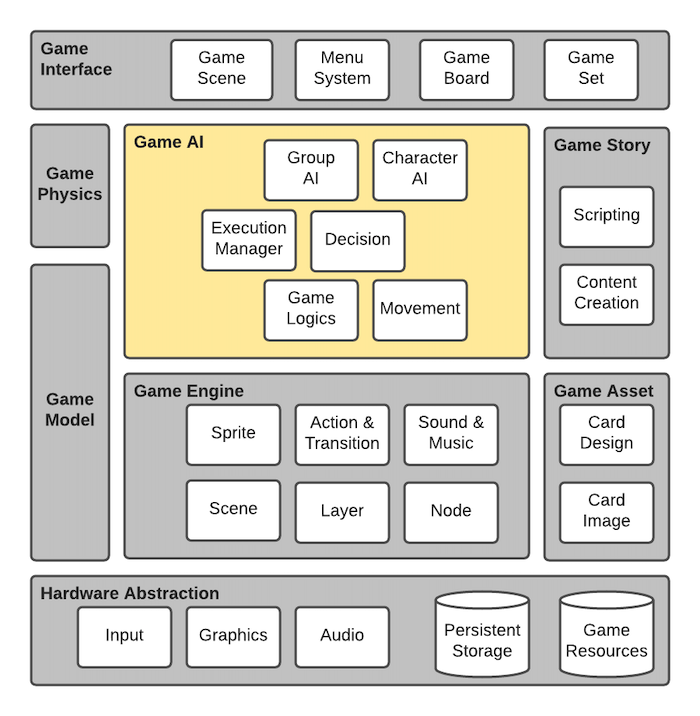 Game
Interface
Game
Scene
Menu
System
Game
Board
Game
Set
Game
Physics
Game AI
Group
AI
Character
AI
Execution
Manager
Decision
Game
Logics
Movement
Game Story
Scripting
Content
Creation
Game
Model
Game Engine
Sprite
Action &
Transition
Sound &
Music
Scene
Layer
Node
Game Asset
Card
Design
Card
Image
Hardware Abstraction
Input
Graphics
Audio
Persistent
Storage
Game
Resources